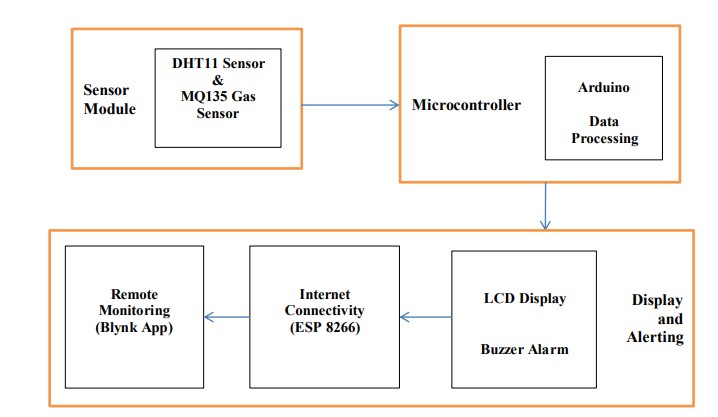 Sensor
Module
DHT11 Sensor
&
MQ135 Gas
Sensor
Microcontroller
Arduino
Data
Processing
Remote
Monitoring
(Blynk App)
Internet
Connectivity
(ESP 8266)
LCD Display
Buzzer Alarm
Display
and
Alerting